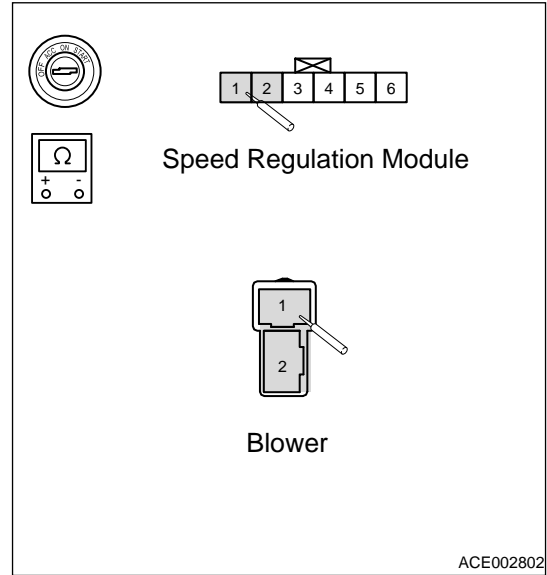 OFF ACC ON START
1 2 3 4 5 6
Ω
+ -
Speed Regulation Module
1
2
Blower
ACE002802